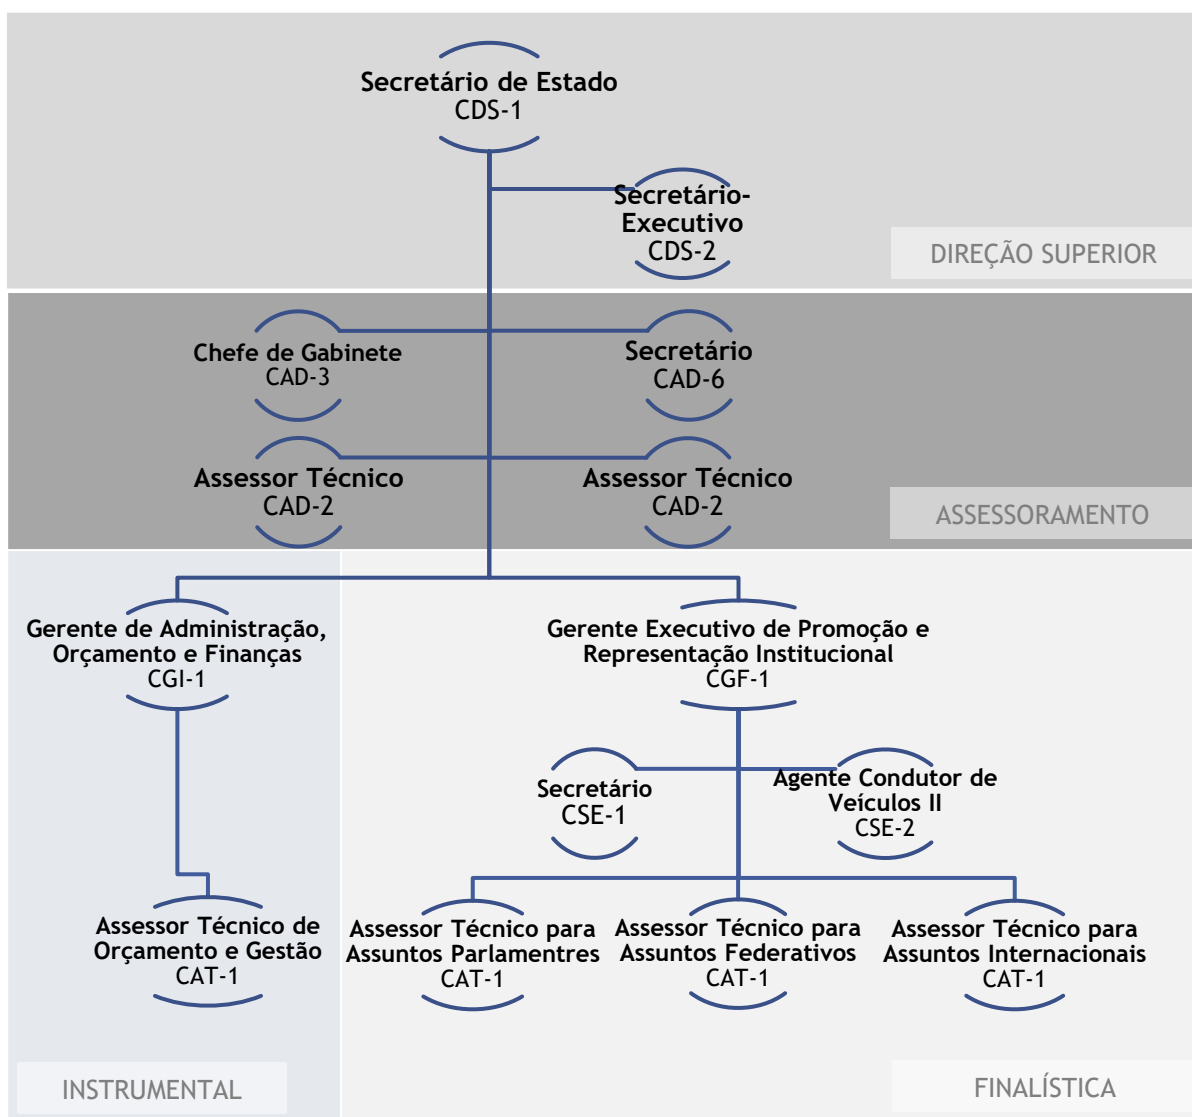 Secretário de Estado
CDS-1
Secretário-
Executivo
CDS-2
DIREÇÃO SUPERIOR
Chefe de Gabinete
CAD-3
Secretário
CAD-6
Assessor Técnico
CAD-2
Assessor Técnico
CAD-2
ASSESSORAMENTO
Gerente de Administração,
Orçamento e Finanças
CGI-1
Gerente Executivo de Promoção e
Representação Institucional
CGF-1
Secretário
CSE-1
Agente Condutor de
Veículos II
CSE-2
Assessor Técnico de
Orçamento e Gestão
CAT-1
Assessor Técnico para
Assuntos Parlamentres
CAT-1
Assessor Técnico para
Assuntos Federativos
CAT-1
Assessor Técnico para
Assuntos Internacionais
CAT-1
INSTRUMENTAL
FINALÍSTICA